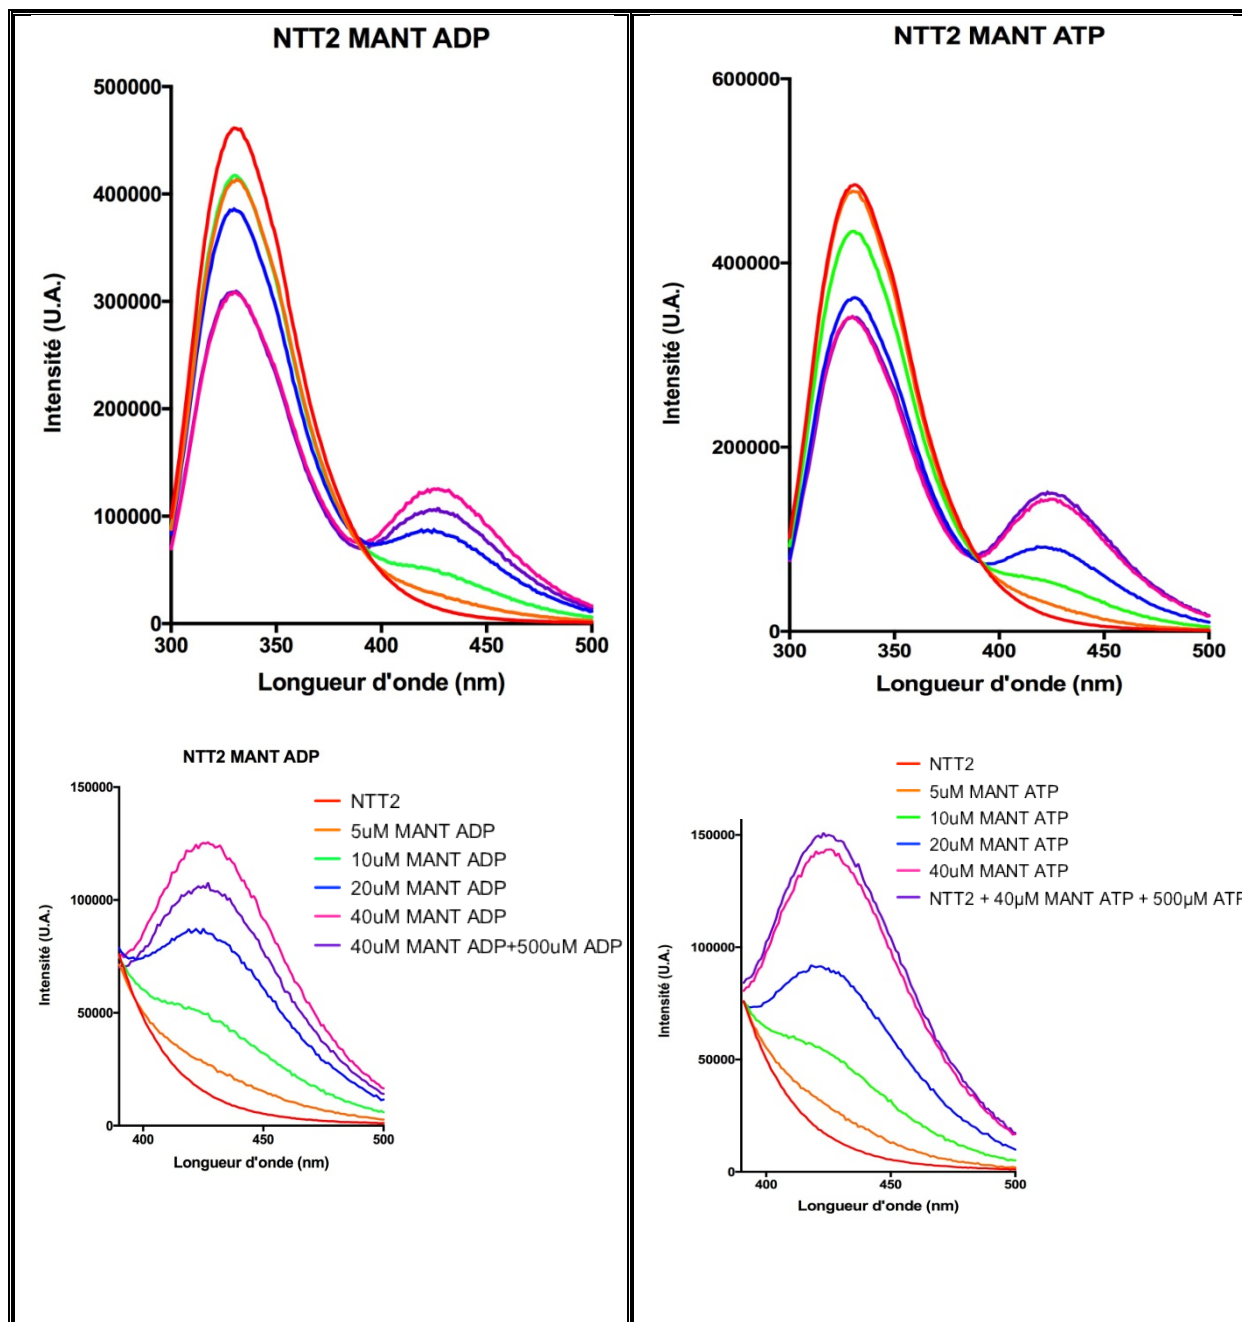 NTT2 MANT ADP
500000
400000
300000
200000
100000
0
300
350
400
450
500
Intensité (U.A.)
Longueur d'onde (nm)
NTT2 MANT ADP
150000
100000
50000
0
400
450
500
Intensité (U.A.)
Longueur d'onde (nm)
NTT2
5uM MANT ADP
10uM MANT ADP
20uM MANT ADP
40uM MANT ADP
40uM MANT ADP+500uM ADP
NTT2 MANT ATP
600000
400000
200000
0
300
350
400
450
500
Intensité (U.A.)
Longueur d'onde (nm)
NTT2
5uM MANT ATP
10uM MANT ATP
20uM MANT ATP
40uM MANT ATP
NTT2 + 40µM MANT ATP + 500µM ATP
150000
100000
50000
0
400
450
500
Intensité (U.A.)
Longueur d'onde (nm)